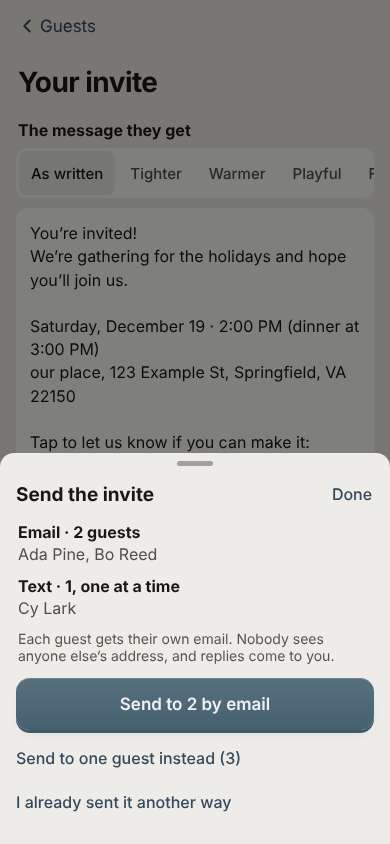 Guests
Your invite
The message they get
As written
Tighter
Warmer
Playful
You’re invited!
We’re gathering for the holidays and hope
you’ll join us.
Saturday, December 19 · 2:00 PM (dinner at
3:00 PM)
our place, 123 Example St, Springfield, VA
22150
Tap to let us know if you can make it:
Send the invite
Done
Email · 2 guests
Ada Pine, Bo Reed
Text · 1, one at a time
Cy Lark
Each guest gets their own email. Nobody sees
anyone else’s address, and replies come to you.
Send to 2 by email
Send to one guest instead (3)
I already sent it another way